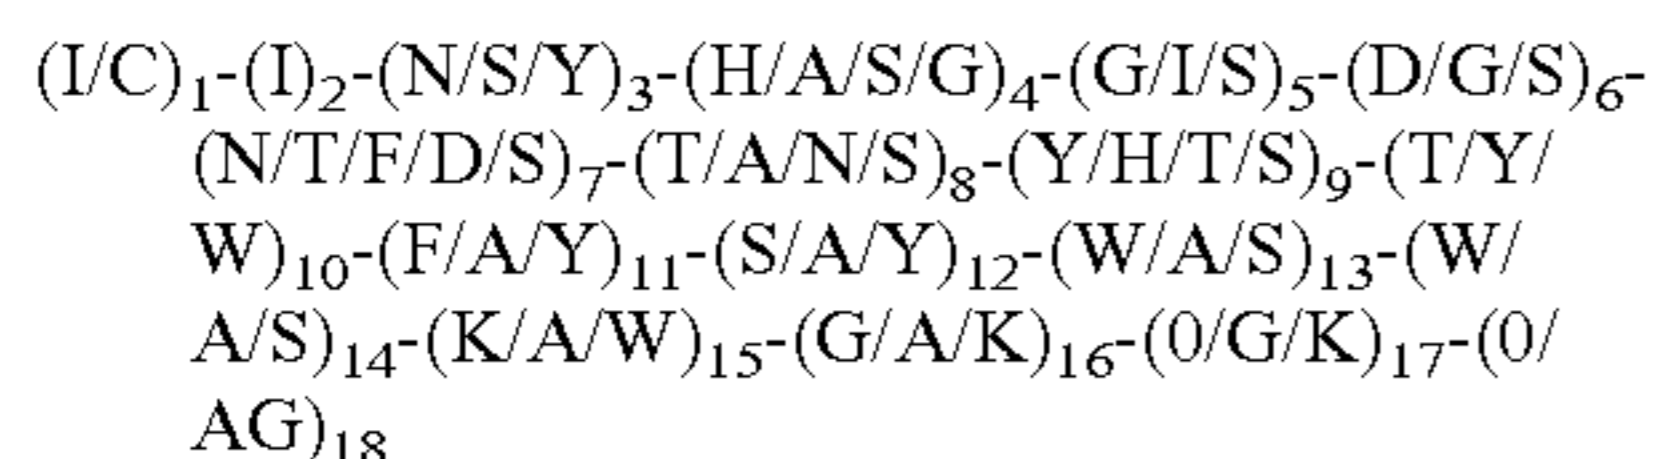 (I/C)₁-(I)₂-(N/S/Y)₃-(H/A/S/G)₄-(G/I/S)₅-(D/G/S)₆-
(N/T/F/D/S)₇-(T/A/N/S)₈-(Y/H/T/S)₉-(T/Y/
W)₁₀-(F/A/Y)₁₁-(S/A/Y)₁₂-(W/A/S)₁₃-(W/
A/S)₁₄-(K/A/W)₁₅-(G/A/K)₁₆-(0/G/K)₁₇-(0/
AG)₁₈